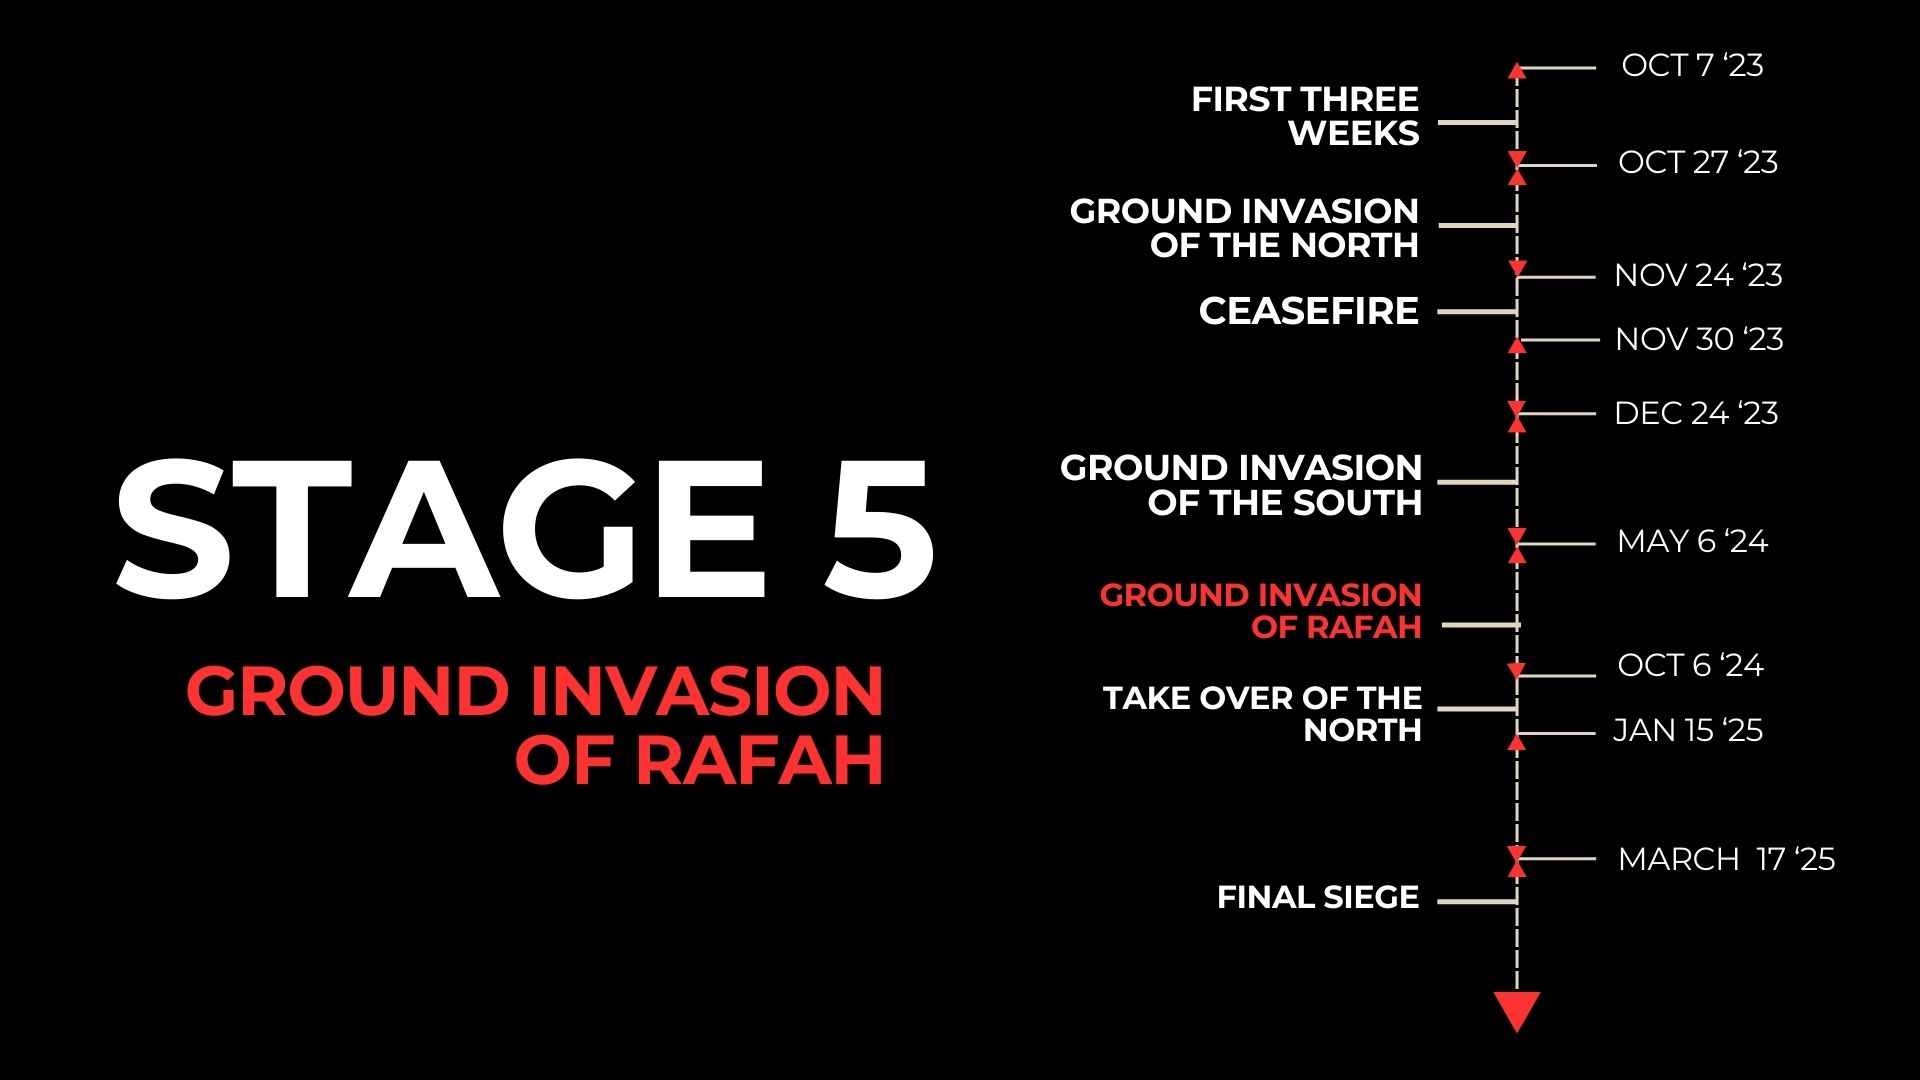 STAGE 5
GROUND INVASION
OF RAFAH
OCT 7 ‘23
FIRST THREE
WEEKS
OCT 27 ‘23
GROUND INVASION
OF THE NORTH
NOV 24 ‘23
CEASEFIRE
NOV 30 ‘23
DEC 24 ‘23
GROUND INVASION
OF THE SOUTH
MAY 6 ‘24
GROUND INVASION
OF RAFAH
OCT 6 ‘24
TAKE OVER OF THE
NORTH
JAN 15 ‘25
MARCH  17 ‘25
FINAL SIEGE